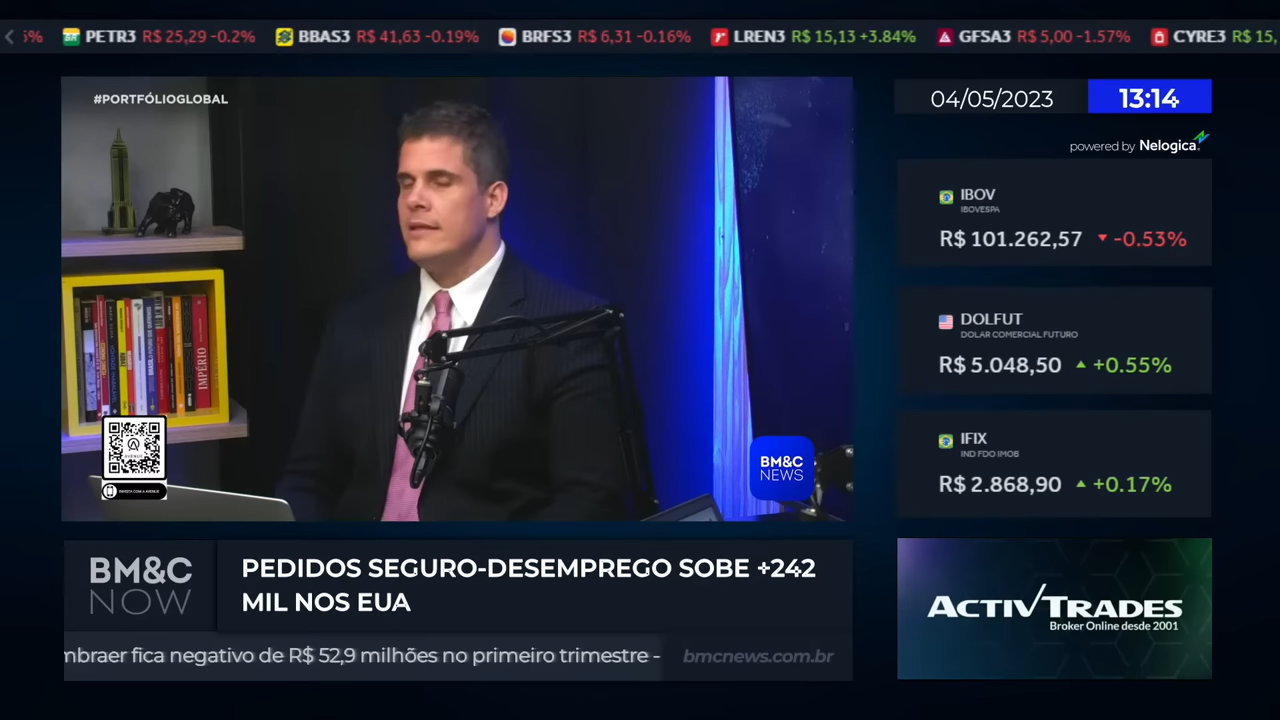 PETR3 R$ 25,29 -0.2% BBAS3 R$ 41,63 -0.19% BRFS3 R$ 6,31 -0.16% LREN3 R$ 15,13 +3.84% GFSA3 R$ 5,00 -1.57% CYRE3 R$ 15,
#PORTFÓLIOGLOBAL
04/05/2023 13:14
powered by Nelogica
IBOV
IBOVESPA
R$ 101.262,57 -0.53%
DOLFUT
DOLAR COMERCIAL FUTURO
R$ 5.048,50 +0.55%
IFIX
IND FDO IMOB
R$ 2.868,90 +0.17%
IMPÉRIO
BM&C
NEWS
BM&C
NOW
PEDIDOS SEGURO-DESEMPREGO SOBE +242
MIL NOS EUA
mbraer fica negativo de R$ 52,9 milhões no primeiro trimestre -
bmcnews.com.br
ACTIVTRADES
Broker Online desde 2001